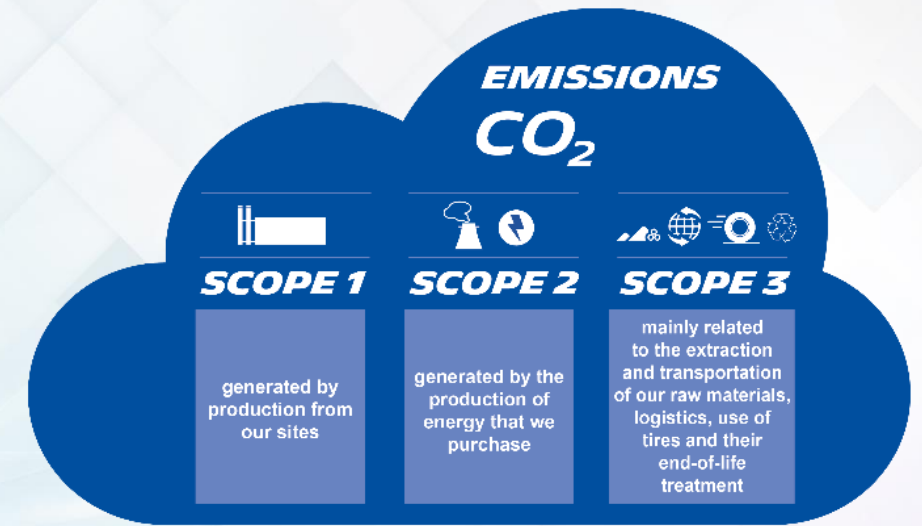 EMISSIONS
CO₂
SCOPE 1
generated by
production from
our sites
SCOPE 2
generated by the
production of
energy that we
purchase
SCOPE 3
mainly related
to the extraction
and transportation
of our raw materials,
logistics, use of
tires and their
end-of-life
treatment